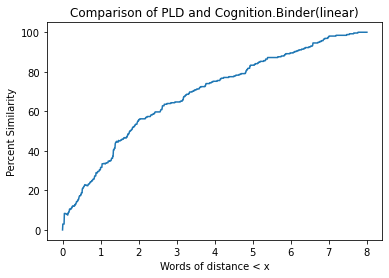 Comparison of PLD and Cognition.Binder(linear)
Percent Similarity
100
80
60
40
20
0
0 1 2 3 4 5 6 7 8
Words of distance < x